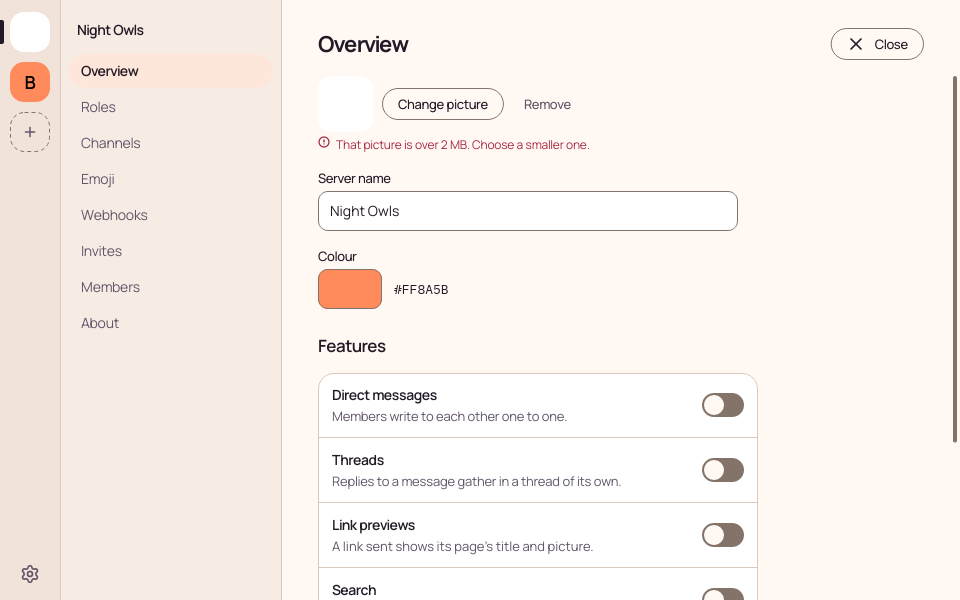 Night Owls
B
Overview
Roles
Channels
Emoji
Webhooks
Invites
Members
About
Overview
Close
Change picture
Remove
That picture is over 2 MB. Choose a smaller one.
Server name
Night Owls
Colour
#FF8A5B
Features
Direct messages
Members write to each other one to one.
Threads
Replies to a message gather in a thread of its own.
Link previews
A link sent shows its page's title and picture.
Search